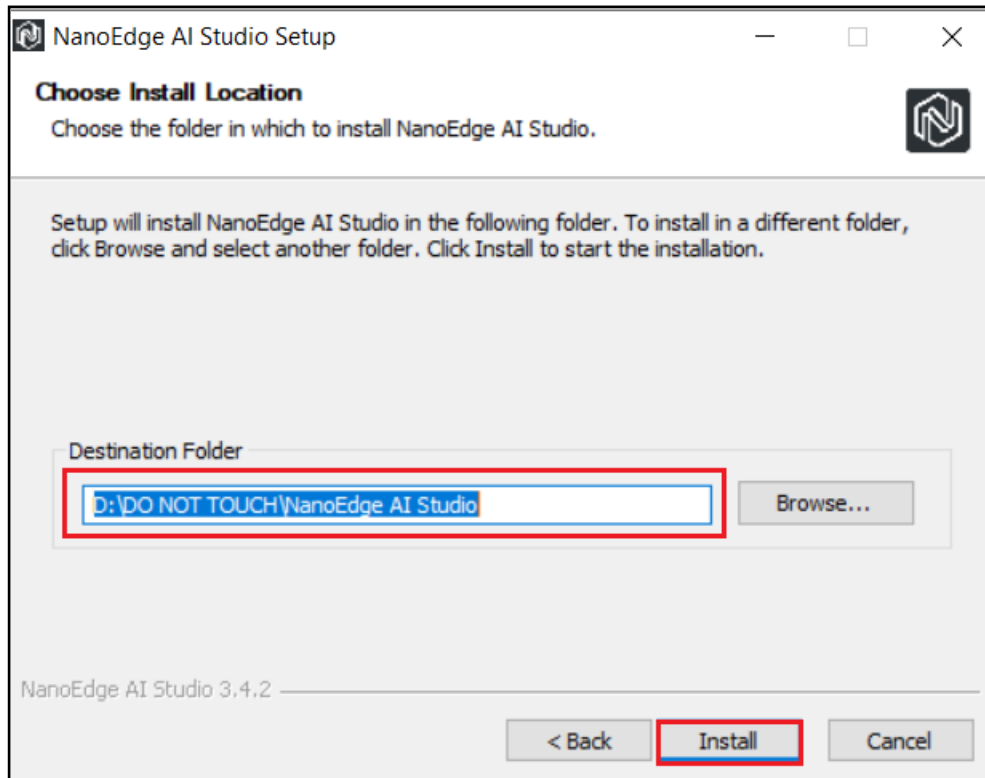 NanoEdge AI Studio Setup
Choose Install Location
Choose the folder in which to install NanoEdge AI Studio.
Setup will install NanoEdge AI Studio in the following folder. To install in a different folder,
click Browse and select another folder. Click Install to start the installation.
Destination Folder
D:\DO NOT TOUCH\NanoEdge AI Studio
Browse...
NanoEdge AI Studio 3.4.2
< Back
Install
Cancel